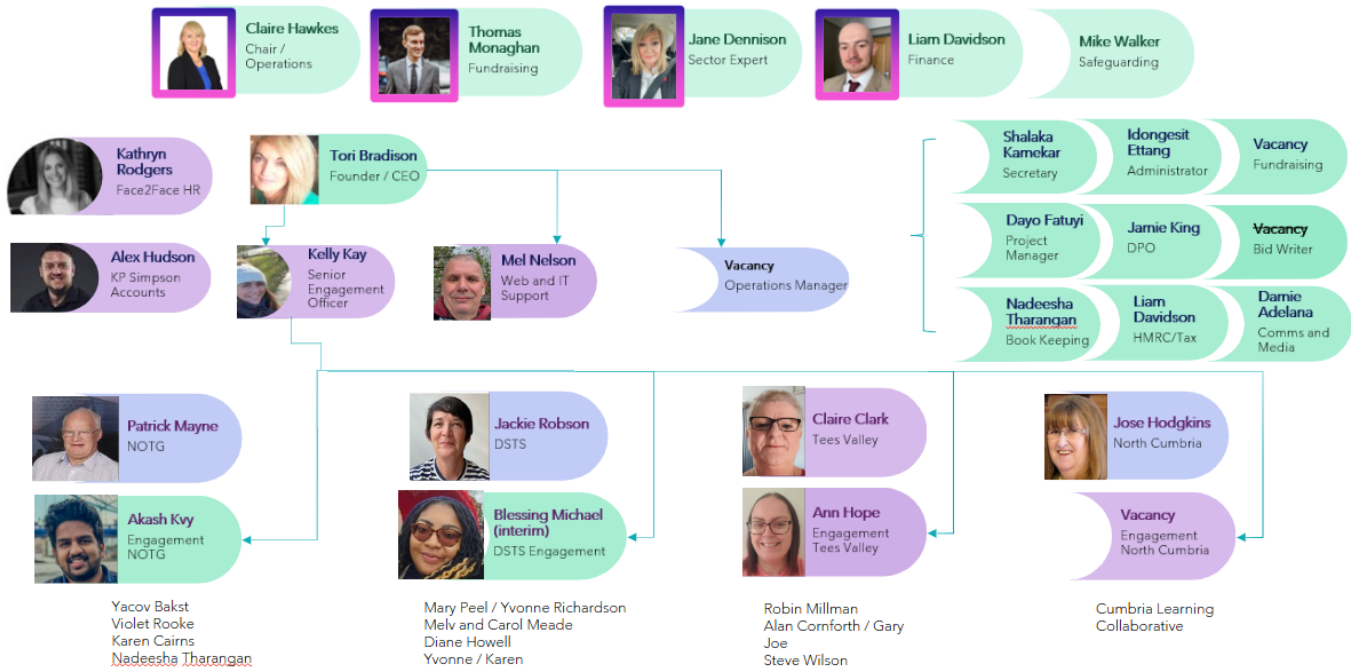 Claire Hawkes
Chair /
Operations
Thomas
Monaghan
Fundraising
Jane Dennison
Sector Expert
Liam Davidson
Finance
Mike Walker
Safeguarding
Kathryn
Rodgers
Face2Face HR
Tori Bradison
Founder / CEO
Shalaka
Kamekar
Secretary
Idongesit
Ettang
Administrator
Vacancy
Fundraising
Alex Hudson
KP Simpson
Accounts
Kelly Kay
Senior
Engagement
Officer
Mel Nelson
Web and IT
Support
Vacancy
Operations Manager
Dayo Fatuyi
Project
Manager
Jamie King
DPO
Vacancy
Bid Writer
Nadeesha
Tharangan
Book Keeping
Liam
Davidson
HMRC/Tax
Damie
Adelana
Comms and
Media
Patrick Mayne
NOTG
Jackie Robson
DSTS
Claire Clark
Tees Valley
Jose Hodgkins
North Cumbria
Akash Kvy
Engagement
NOTG
Blessing Michael
(interim)
DSTS Engagement
Ann Hope
Engagement
Tees Valley
Vacancy
Engagement
North Cumbria
Yacov Bakst
Violet Rooke
Karen Cairns
Nadeesha Tharangan
Mary Peel / Yvonne Richardson
Melv and Carol Meade
Diane Howell
Yvonne / Karen
Robin Millman
Alan Cornforth / Gary
Joe
Steve Wilson
Cumbria Learning
Collaborative